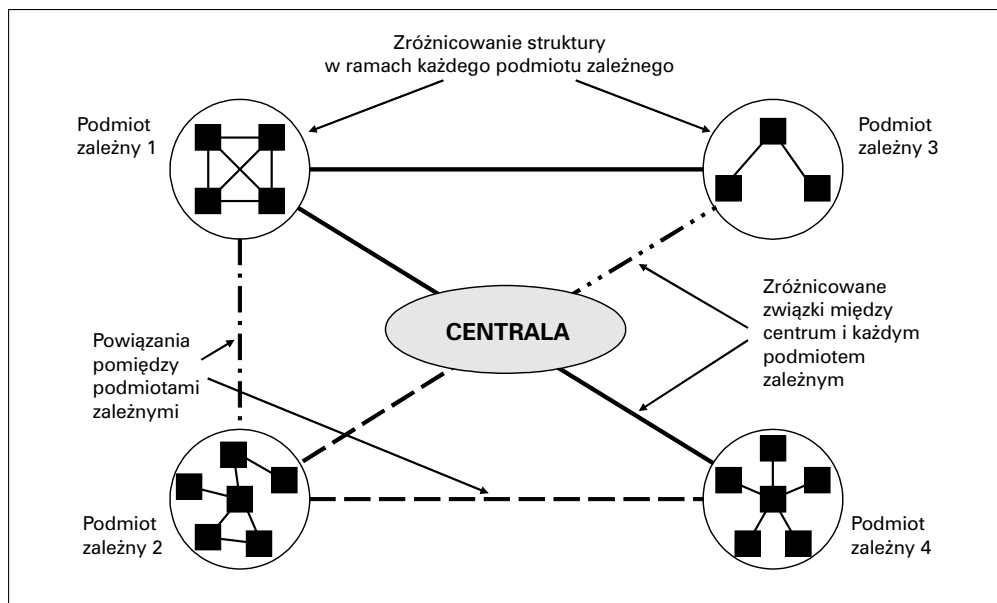 Zróżnicowanie struktury
w ramach każdego podmiotu zależnego
Podmiot
zależny 1
Podmiot
zależny 3
CENTRALA
Zróżnicowane
związki między
centrum i każdym
podmiotem
zależnym
Powiązania
pomiędzy
podmiotami
zależnymi
Podmiot
zależny 2
Podmiot
zależny 4